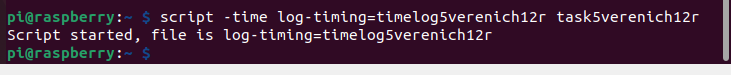 pi@raspberry:~ $ script -time log-timing=timelog5verenich12r task5verenich12r
Script started, file is log-timing=timelog5verenich12r
pi@raspberry:~ $